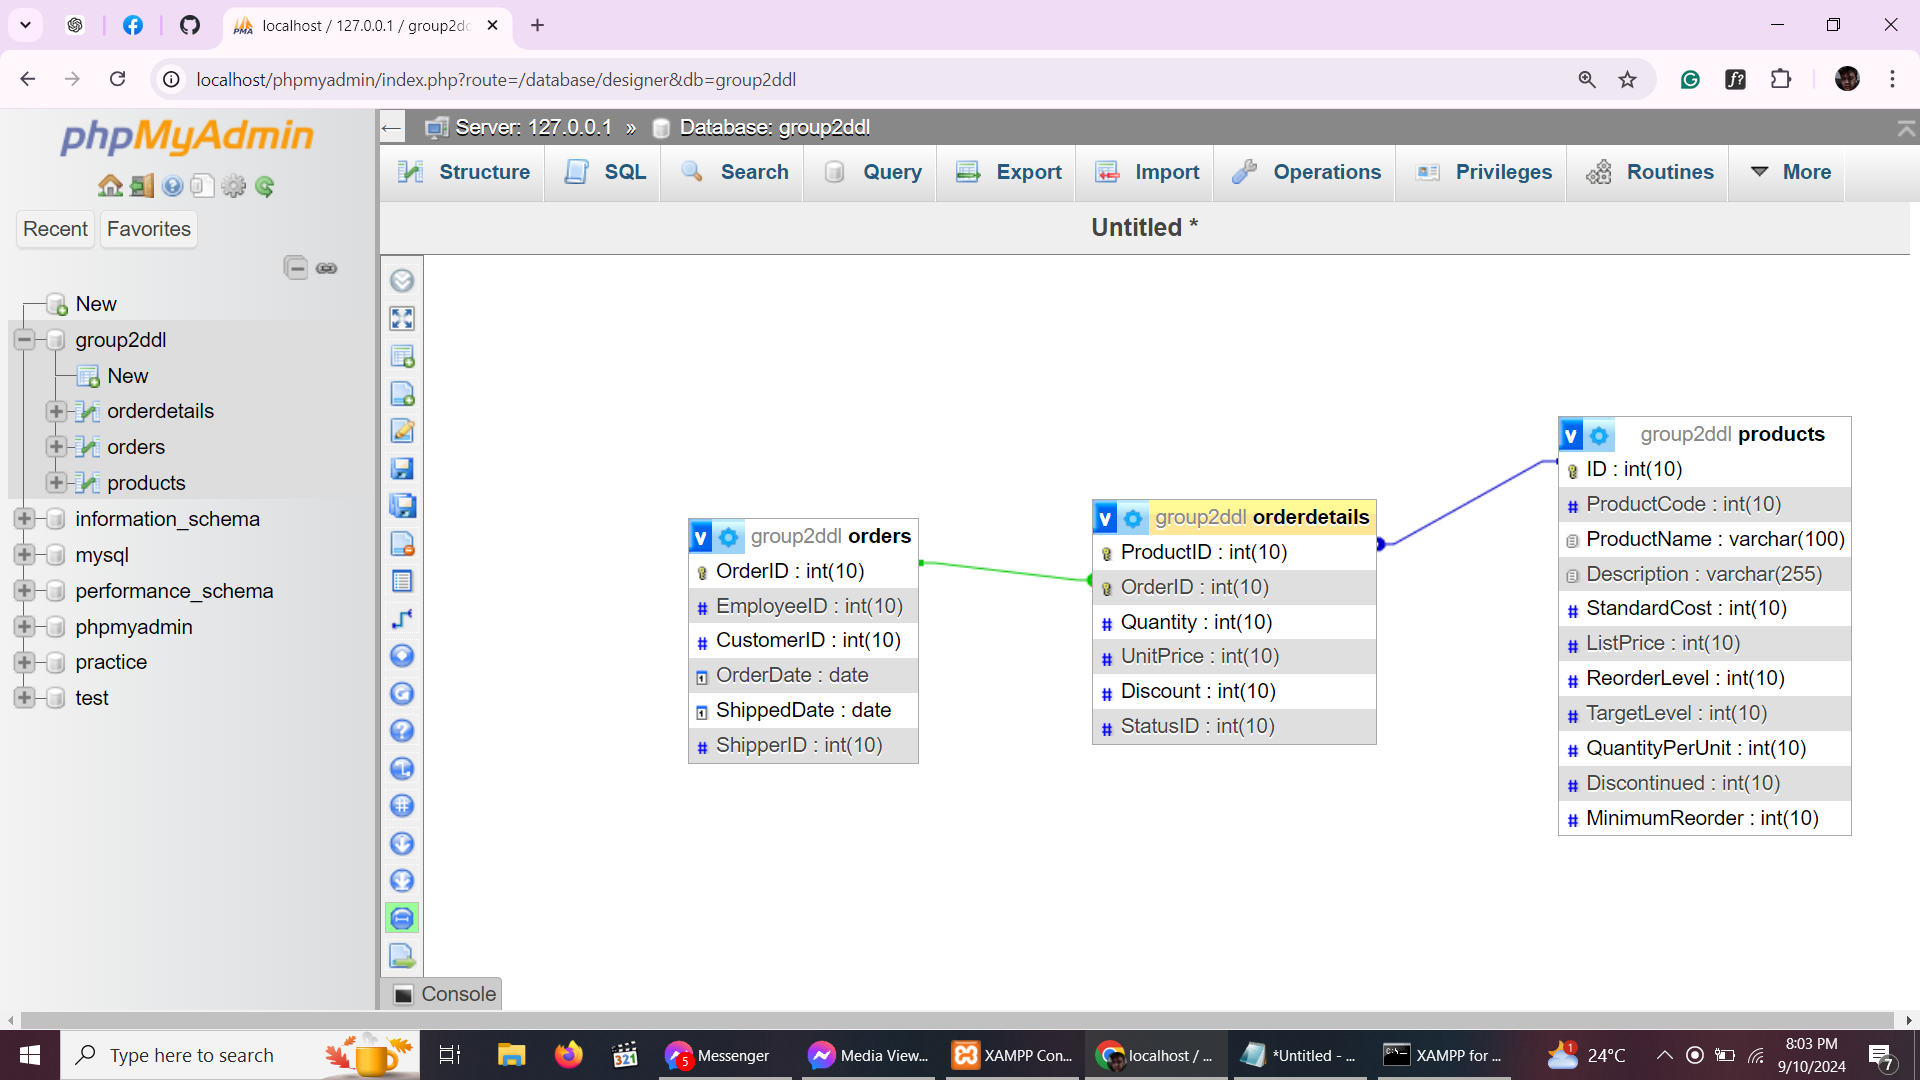 localhost / 127.0.0.1 / group2dd
localhost/phpmyadmin/index.php?route=/database/designer&db=group2ddl
phpMyAdmin
Recent
Favorites
New
group2ddl
New
orderdetails
orders
products
information_schema
mysql
performance_schema
phpmyadmin
practice
test
Server: 127.0.0.1 » Database: group2ddl
Structure
SQL
Search
Query
Export
Import
Operations
Privileges
Routines
More
Untitled *
group2ddl orders
OrderID : int(10)
EmployeeID : int(10)
CustomerID : int(10)
OrderDate : date
ShippedDate : date
ShipperID : int(10)
group2ddl orderdetails
ProductID : int(10)
OrderID : int(10)
Quantity : int(10)
UnitPrice : int(10)
Discount : int(10)
StatusID : int(10)
group2ddl products
ID : int(10)
ProductCode : int(10)
ProductName : varchar(100)
Description : varchar(255)
StandardCost : int(10)
ListPrice : int(10)
ReorderLevel : int(10)
TargetLevel : int(10)
QuantityPerUnit : int(10)
Discontinued : int(10)
MinimumReorder : int(10)
Console
Type here to search
321
5
Messenger
Media View...
XAMPP Con...
localhost / ...
*Untitled - ...
XAMPP for ...
1
24°C
8:03 PM
9/10/2024
7